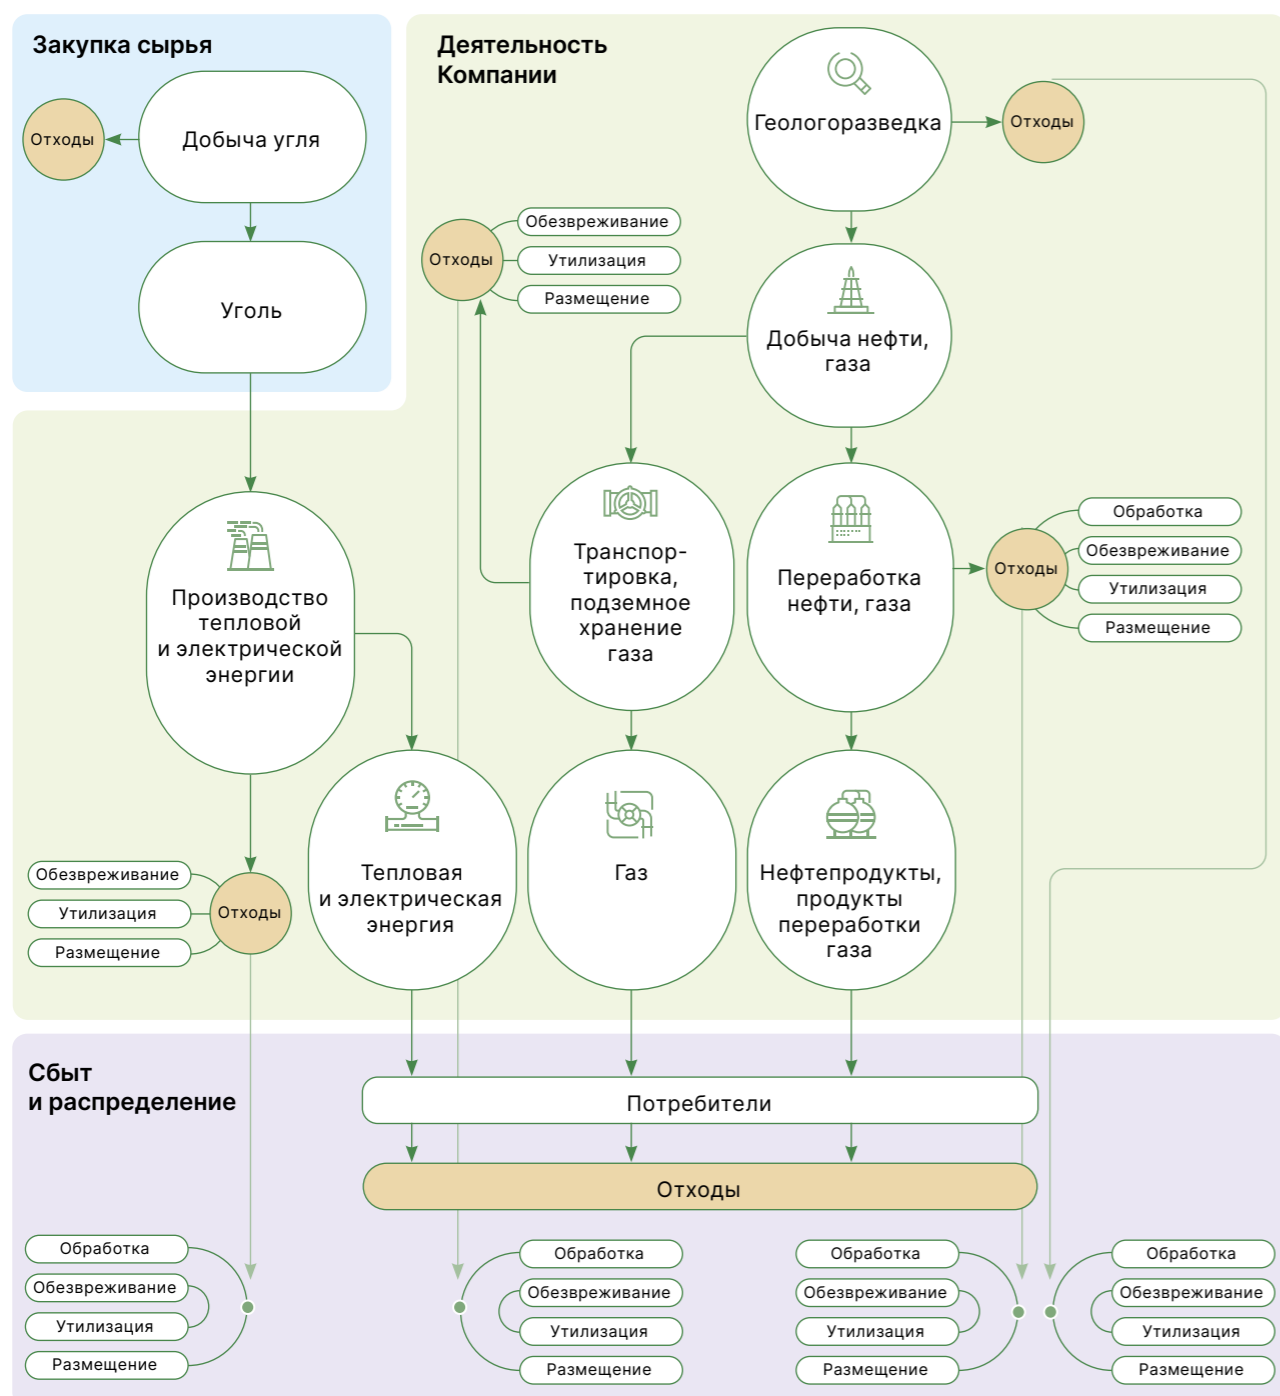 Закупка сырья
Отходы
Добыча угля
Уголь
Деятельность
Компании
Геологоразведка
Отходы
Отходы
Обезвреживание
Утилизация
Размещение
Добыча нефти,
газа
Производство
тепловой
и электрической
энергии
Транспор-
тировка,
подземное
хранение
газа
Переработка
нефти, газа
Отходы
Обработка
Обезвреживание
Утилизация
Размещение
Обезвреживание
Утилизация
Размещение
Отходы
Тепловая
и электрическая
энергия
Газ
Нефтепродукты,
продукты
переработки
газа
Сбыт
и распределение
Потребители
Отходы
Обработка
Обезвреживание
Утилизация
Размещение
Обработка
Обезвреживание
Утилизация
Размещение
Обработка
Обезвреживание
Утилизация
Размещение
Обработка
Обезвреживание
Утилизация
Размещение